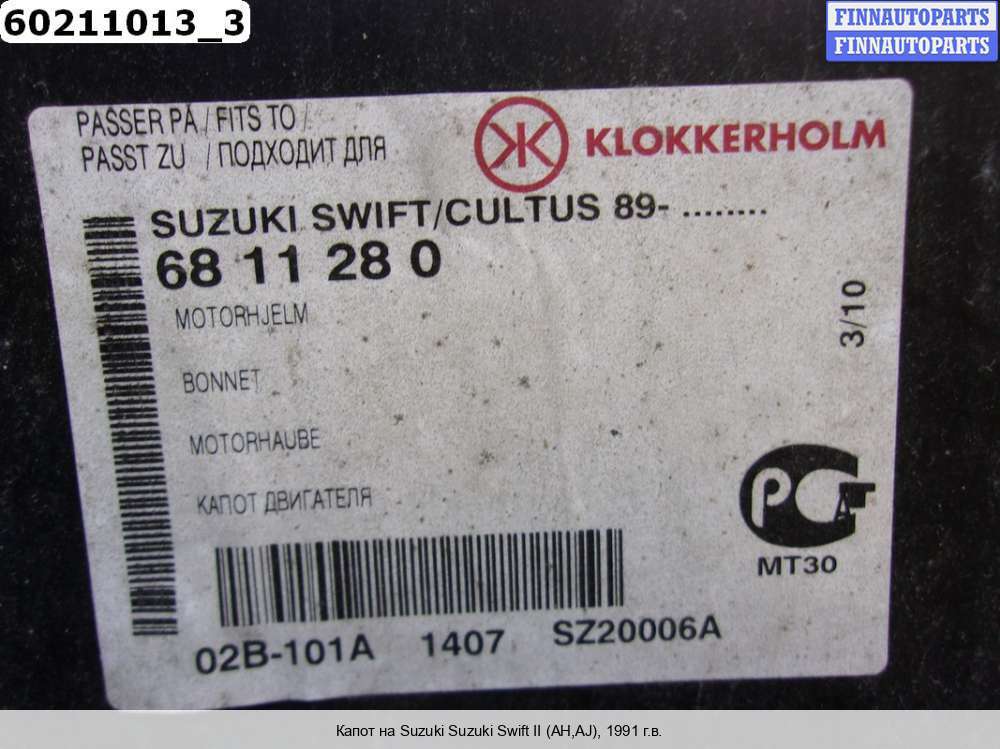 60211013_3
FINNAUTOPARTS
FINNAUTOPARTS
PASSER PÅ / FITS TO /
PASST ZU / ПОДХОДИТ ДЛЯ
KLOKKERHOLM
SUZUKI SWIFT/CULTUS 89- ........
68 11 28 0
MOTORHJELM
3/10
BONNET
MOTORHAUBE
КАПОТ ДВИГАТЕЛЯ
РСТ
МТ30
02B-101A 1407 SZ20006A
Капот на Suzuki Suzuki Swift II (AH,AJ), 1991 г.в.